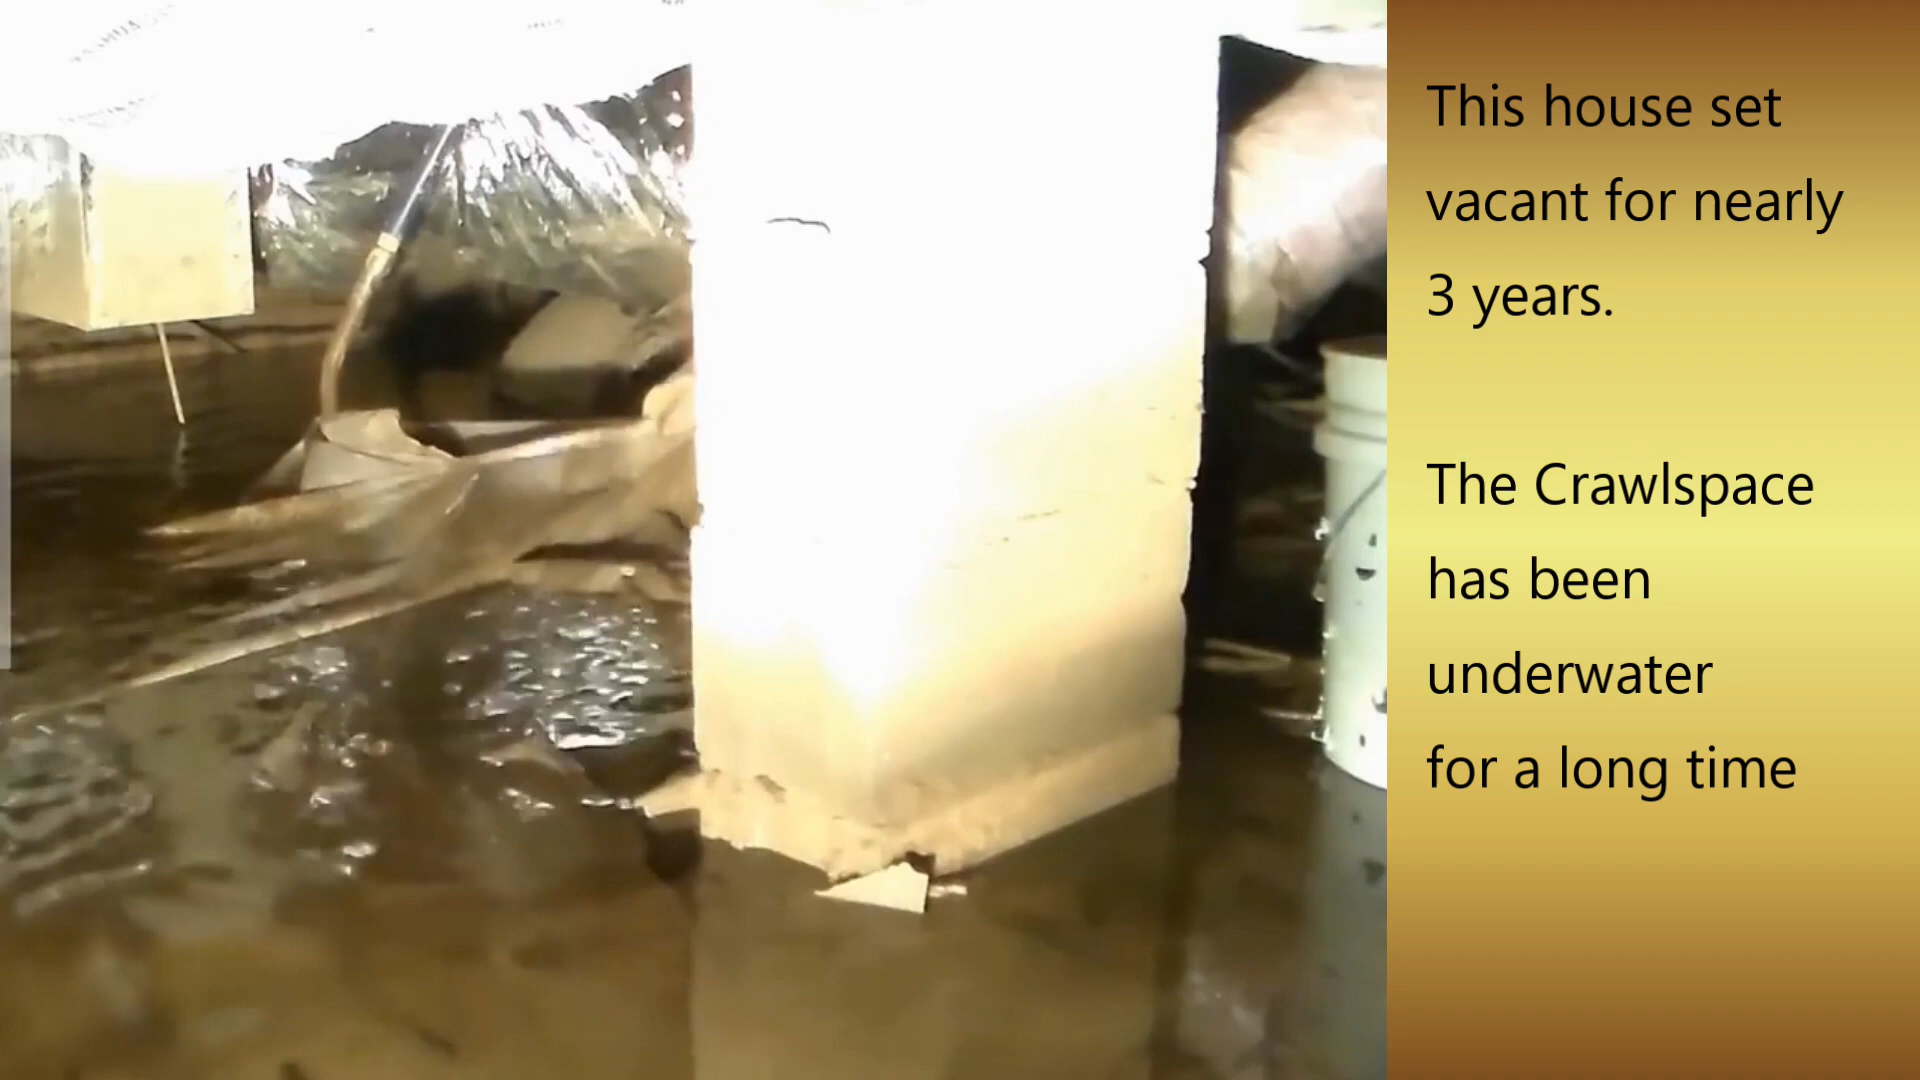 This house set
vacant for nearly
3 years.
The Crawlspace
has been
underwater
for a long time